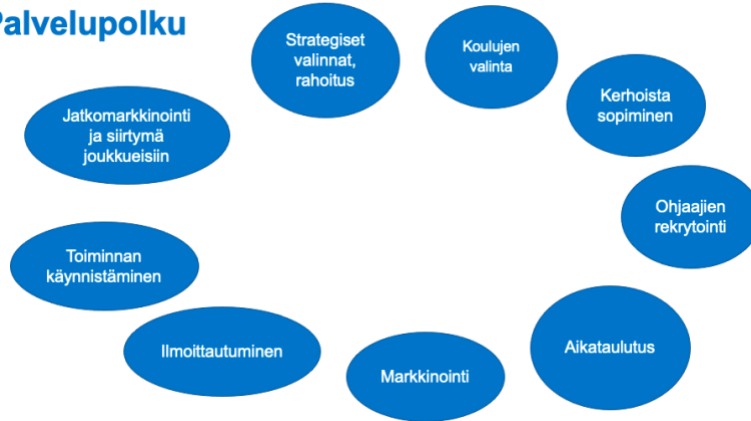 Palvelupolku
Strategiset
valinnat,
rahoitus
Koulujen
valinta
Kerhoista
sopiminen
Ohjaajien
rekrytointi
Aikataulutus
Markkinointi
Ilmoittautuminen
Toiminnan
käynnistäminen
Jatkomarkkinointi
ja siirtymä
joukkueisiin